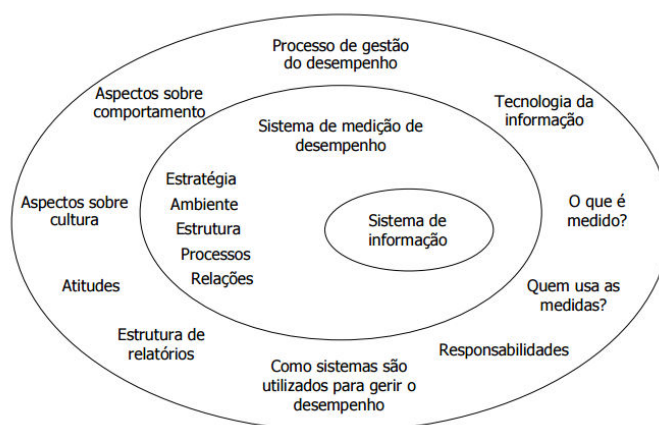 Processo de gestão
do desempenho
Aspectos sobre
comportamento
Tecnologia da
informação
Sistema de medição de
desempenho
Estratégia
Ambiente
Estrutura
Processos
Relações
Sistema de
informação
Aspectos sobre
cultura
O que é
medido?
Atitudes
Quem usa as
medidas?
Estrutura de
relatórios
Responsabilidades
Como sistemas são
utilizados para gerir o
desempenho